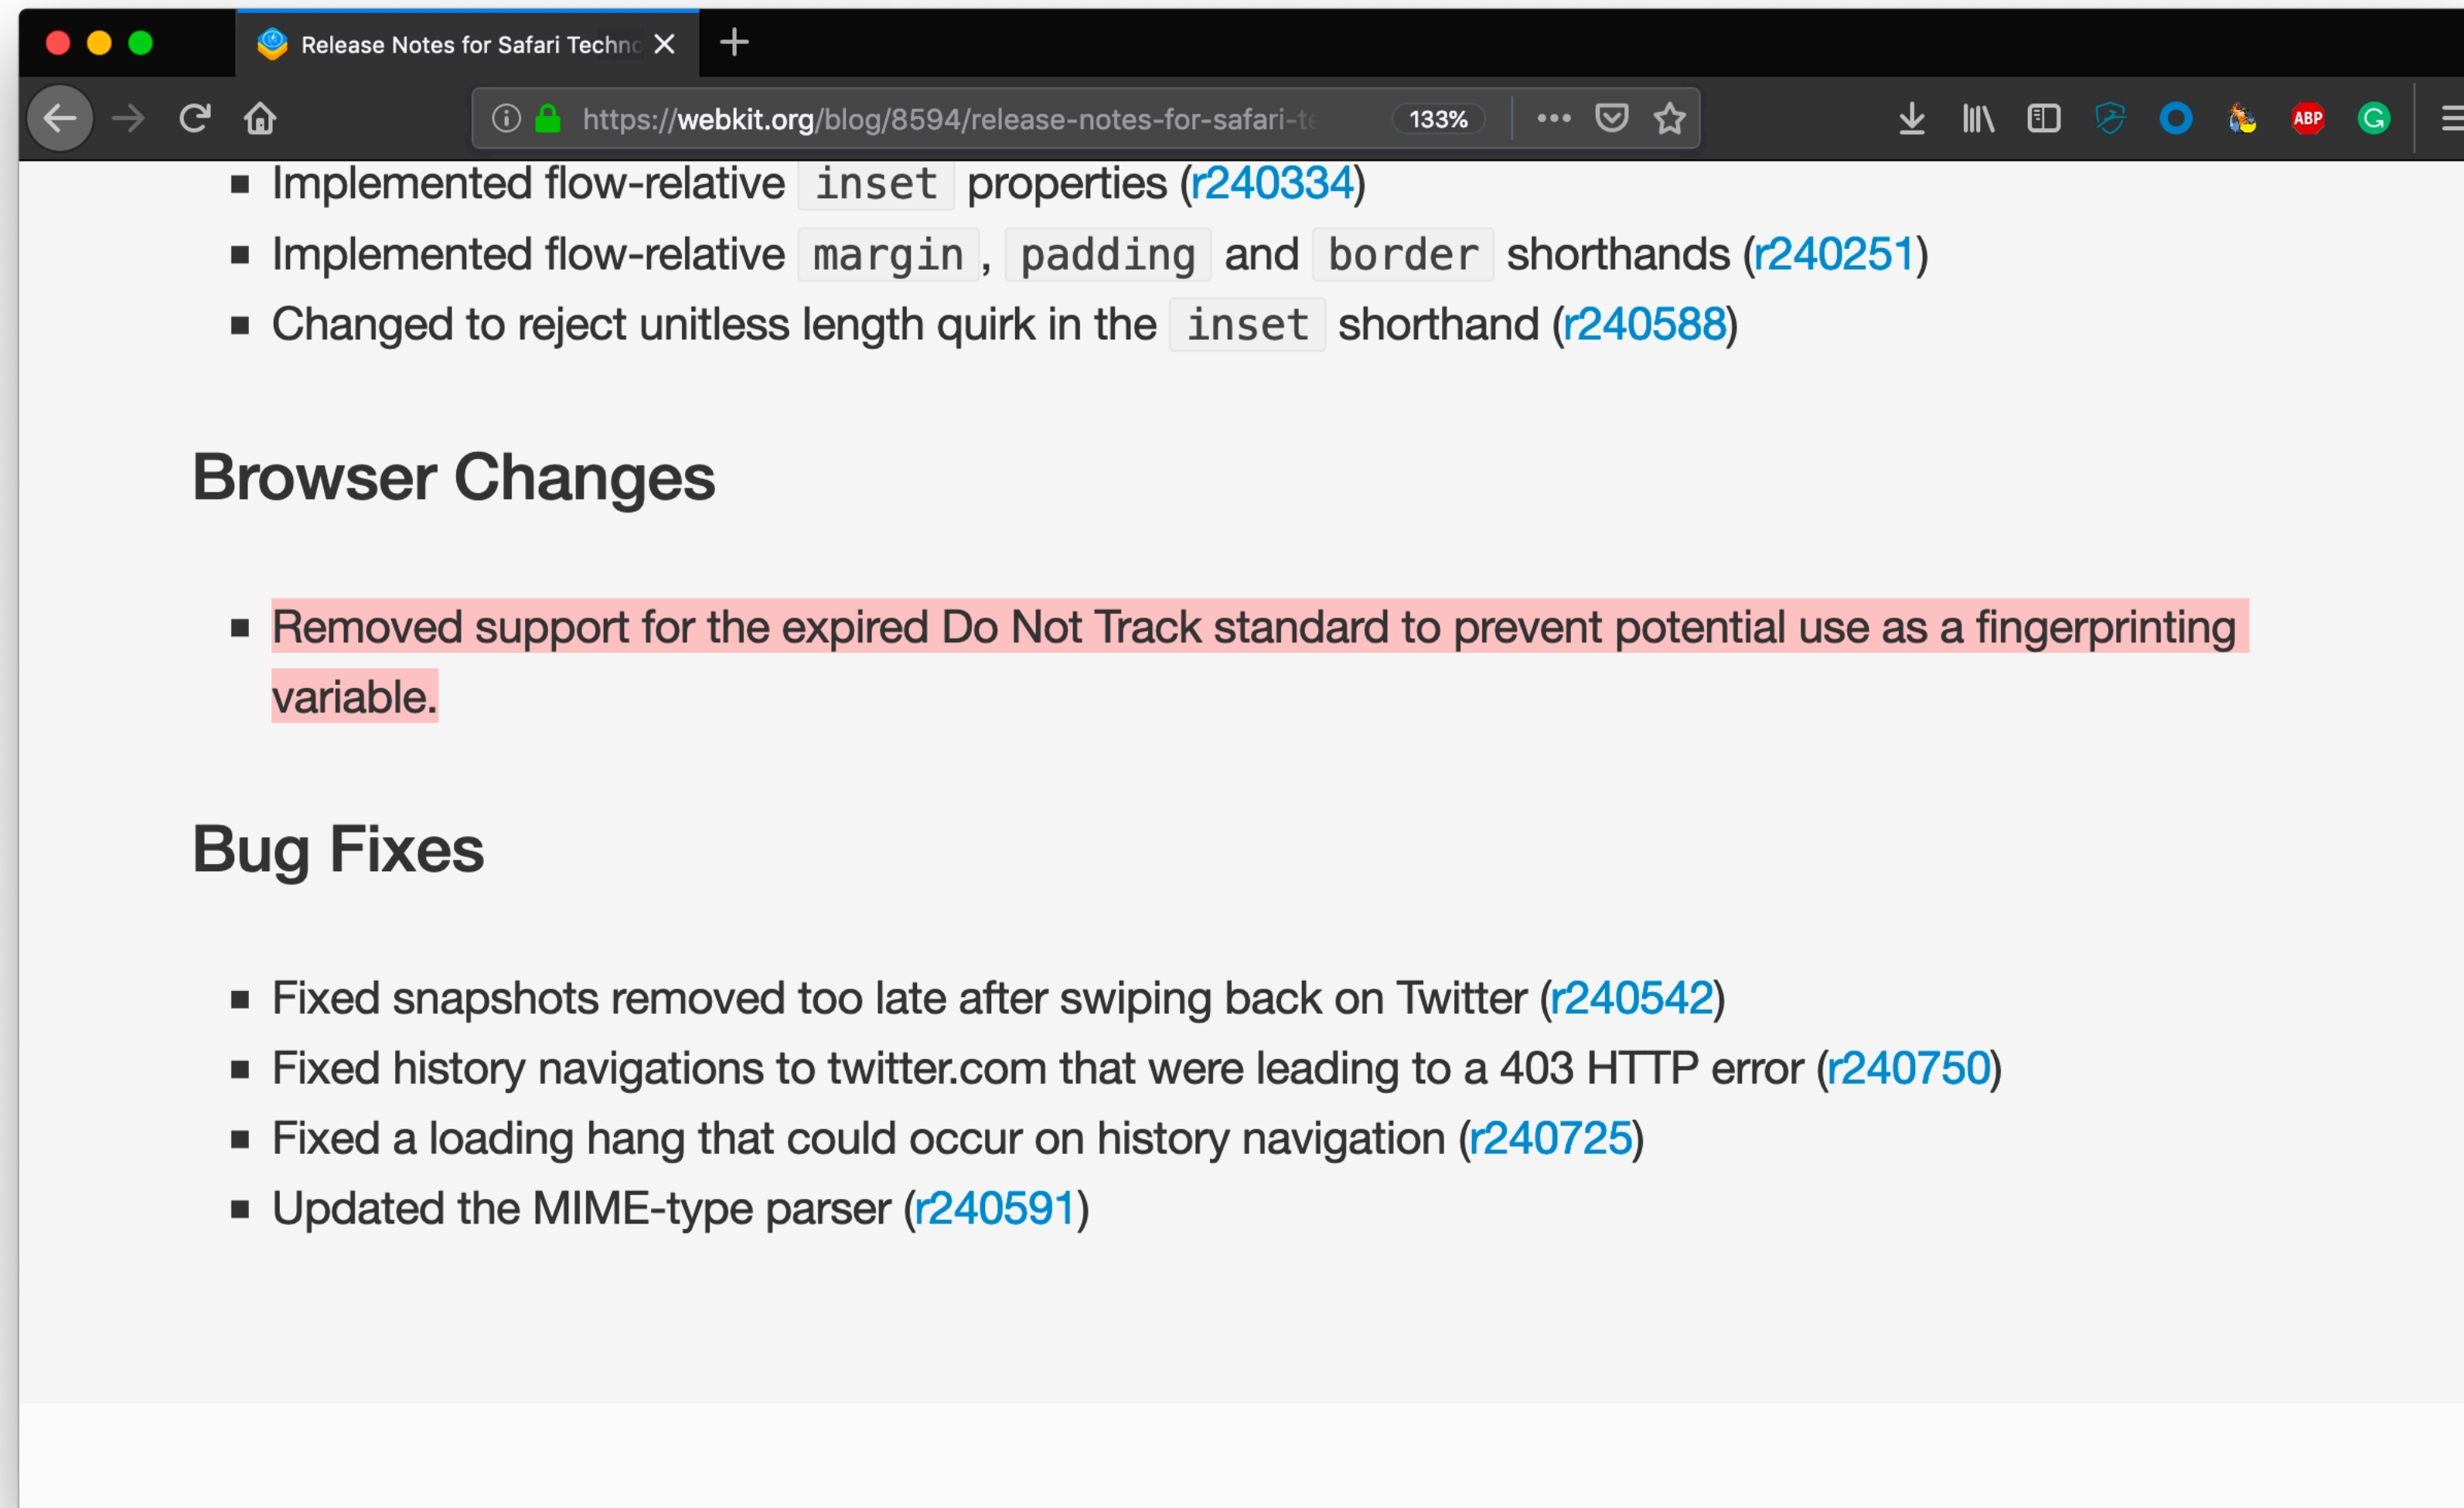 Release Notes for Safari Techno
https://webkit.org/blog/8594/release-notes-for-safari-te
133%
ABP
G
Implemented flow-relative inset properties (r240334)
Implemented flow-relative margin, padding and border shorthands (r240251)
Changed to reject unitless length quirk in the inset shorthand (r240588)
Browser Changes
Removed support for the expired Do Not Track standard to prevent potential use as a fingerprinting
variable.
Bug Fixes
Fixed snapshots removed too late after swiping back on Twitter (r240542)
Fixed history navigations to twitter.com that were leading to a 403 HTTP error (r240750)
Fixed a loading hang that could occur on history navigation (r240725)
Updated the MIME-type parser (r240591)